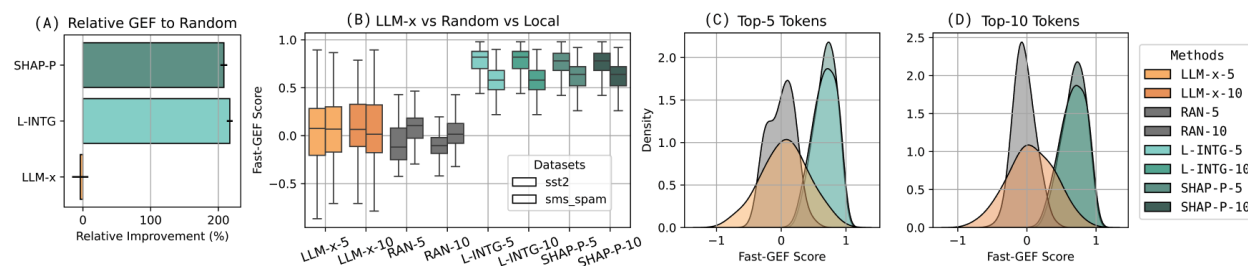 (A) Relative GEF to Random
SHAP-P
L-INTG
LLM-x
0
100
200
Relative Improvement (%)
(B) LLM-x vs Random vs Local
Fast-GEF Score
1.0
0.5
0.0
−0.5
Datasets
sst2
sms_spam
LLM-x-5
LLM-x-10
RAN-5
RAN-10
L-INTG-5
L-INTG-10
SHAP-P-5
SHAP-P-10
(C) Top-5 Tokens
Density
2.0
1.5
1.0
0.5
0.0
−1
0
1
Fast-GEF Score
(D) Top-10 Tokens
2.5
2.0
1.5
1.0
0.5
0.0
−1
0
1
Fast-GEF Score
Methods
LLM-x-5
LLM-x-10
RAN-5
RAN-10
L-INTG-5
L-INTG-10
SHAP-P-5
SHAP-P-10